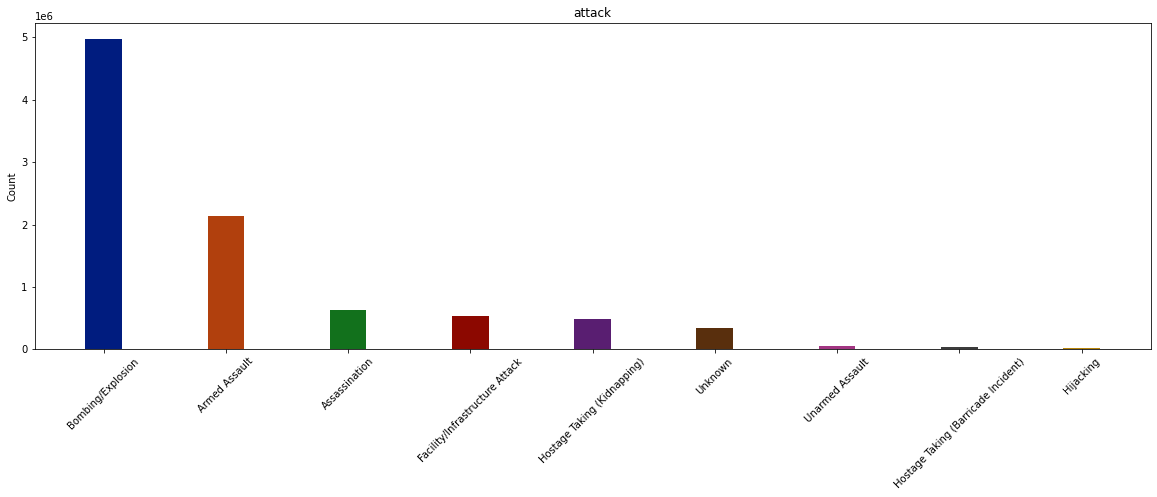 attack
1e6
5
4
3
2
1
0
Count
Bombing/Explosion
Armed Assault
Assassination
Facility/Infrastructure Attack
Hostage Taking (Kidnapping)
Unknown
Unarmed Assault
Hostage Taking (Barricade Incident)
Hijacking